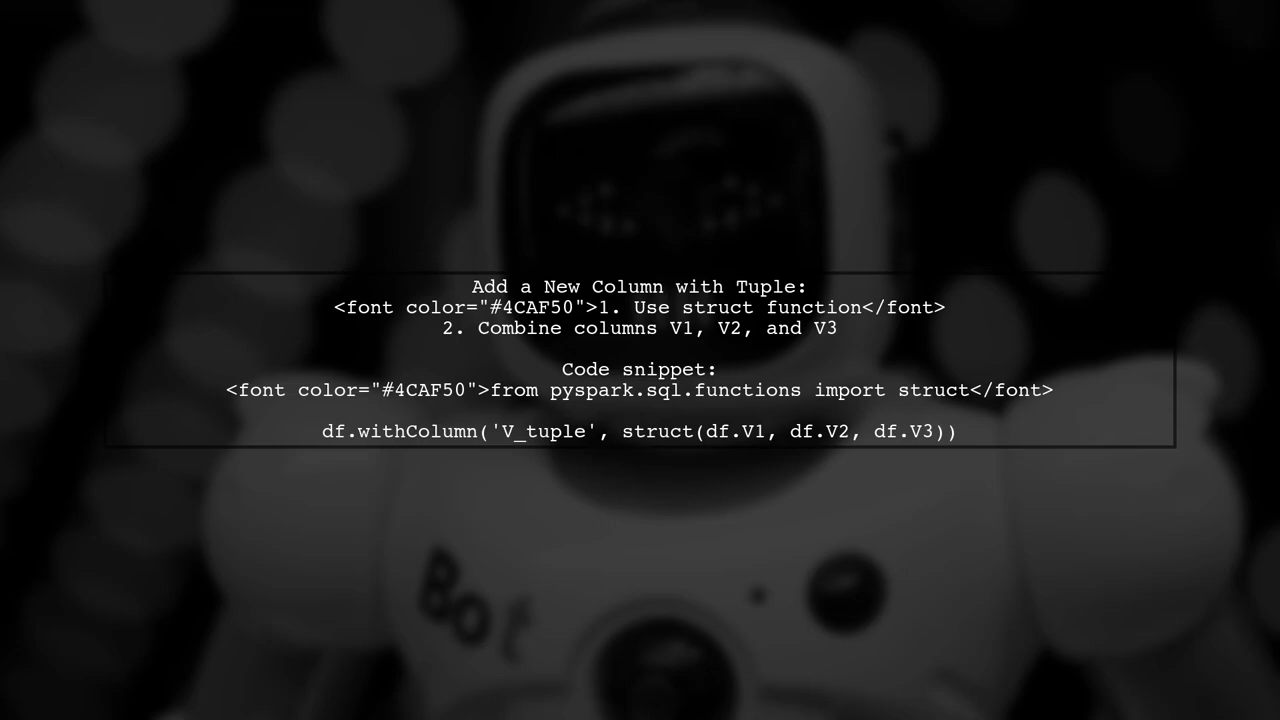 Add a New Column with Tuple:
<font color="#4CAF50">1. Use struct function</font>
2. Combine columns V1, V2, and V3
Code snippet:
<font color="#4CAF50">from pyspark.sql.functions import struct</font>
df.withColumn('V_tuple', struct(df.V1, df.V2, df.V3))
Bot